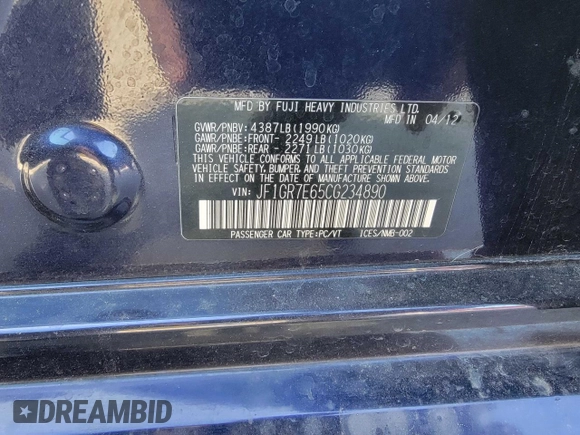 MFD BY FUJI HEAVY INDUSTRIES LTD.
IN 04/12
GVWR/PNBV: 4387LB(1990KG)
GAWR/PNBE:FRONT- 2249LB(1020KG)
GAWR/PNBE:REAR - 2271LB(1030KG)
THIS VEHICLE CONFORMS TO ALL APPLICABLE
FEDERAL MOTOR VEHICLE SAFETY,
BUMPER, AND THEFT PREVENTION STANDARDS
IN EFFECT ON THE DATE OF MANUFACTURE SHOWN ABOVE.
VIN: JF1GR7E65CG234890
PASSENGER CAR TYPE:PC/VT ICES/NMB-002
DREAMBID